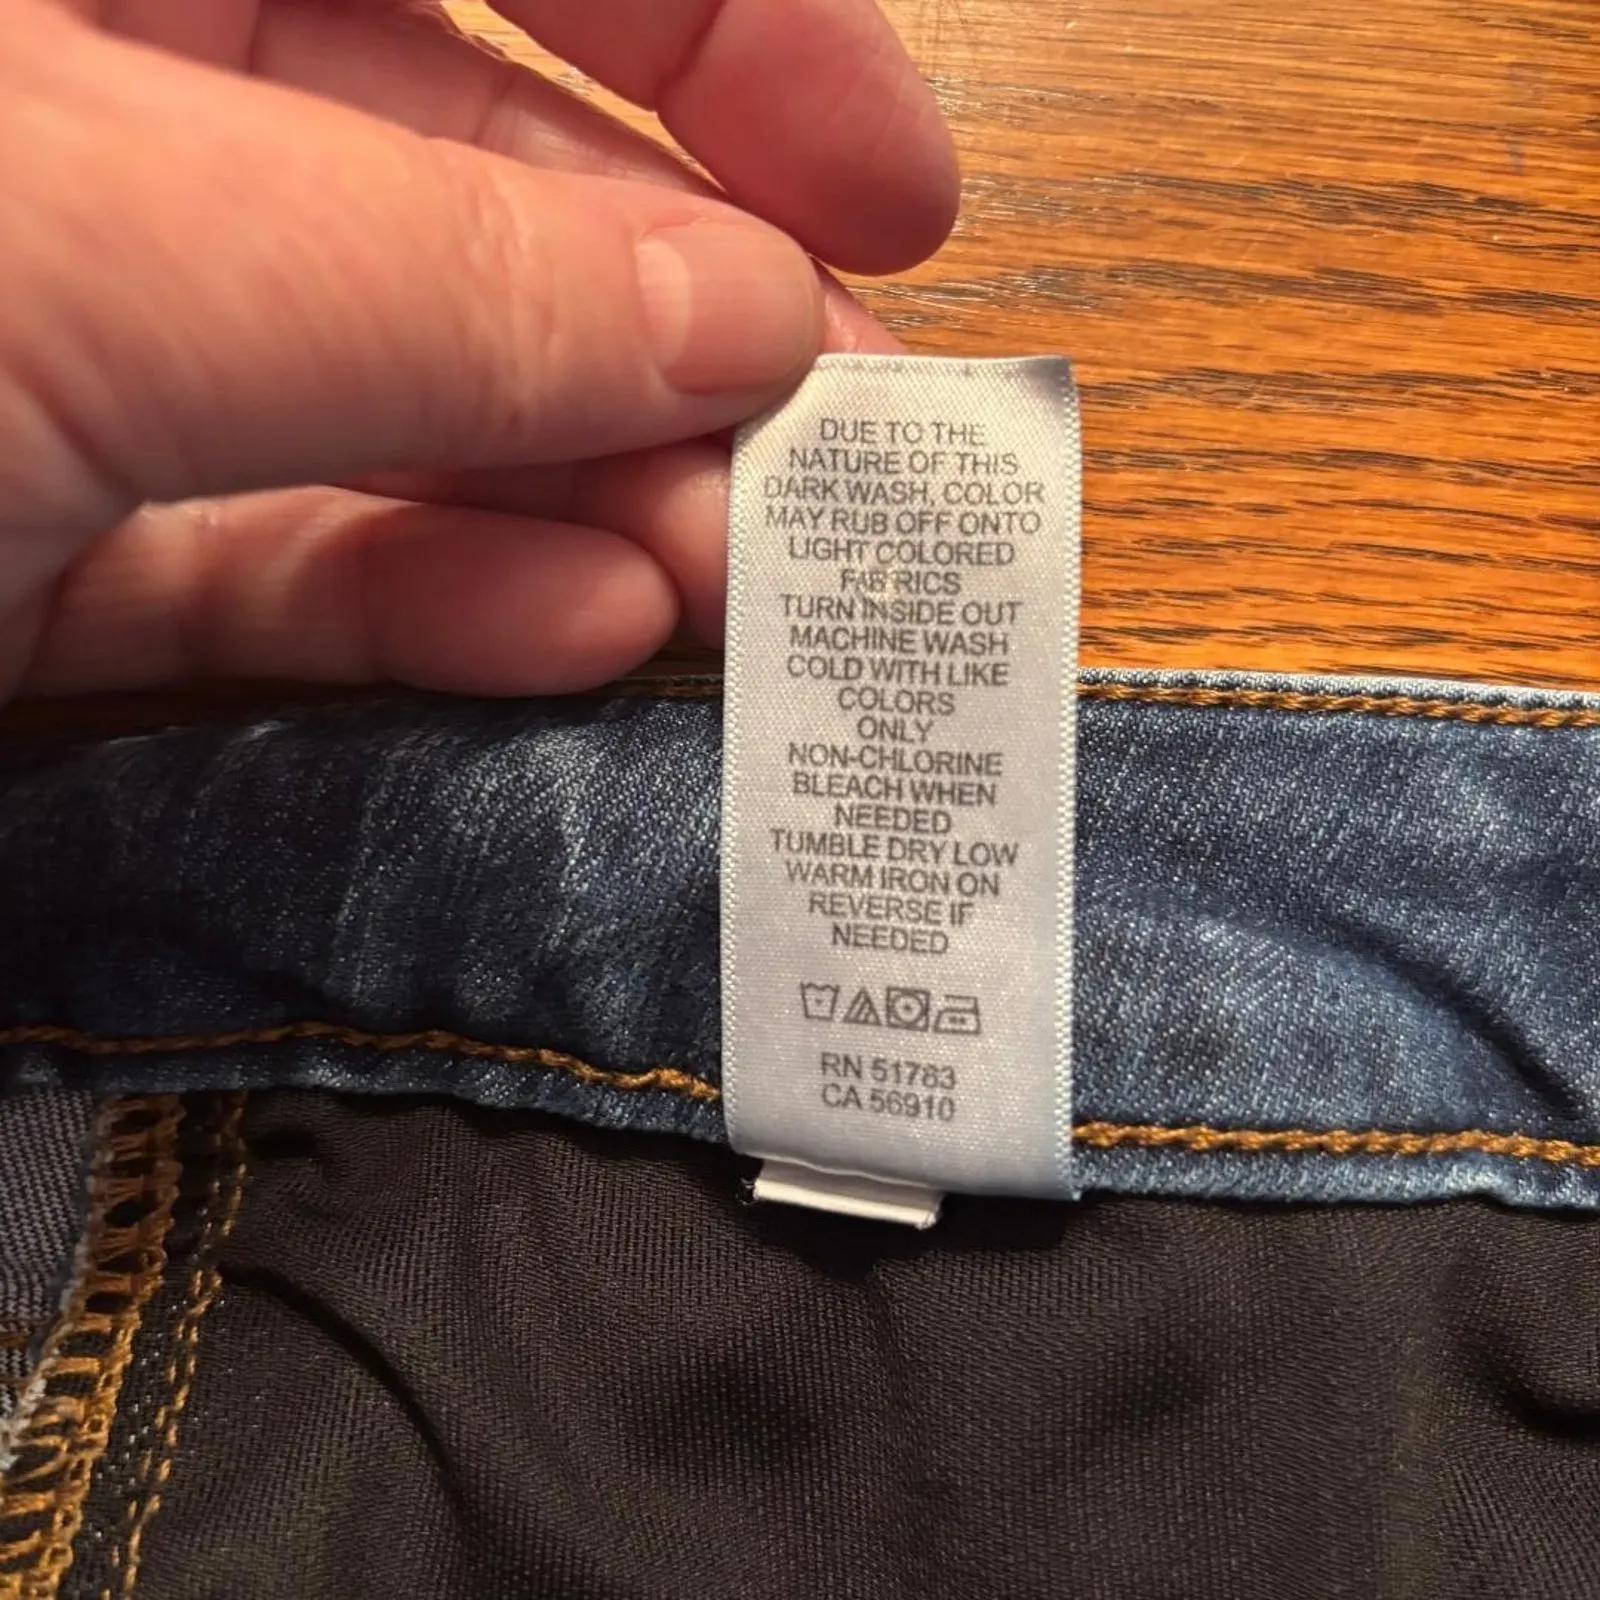 DUE TO THE
NATURE OF THIS
DARK WASH, COLOR
MAY RUB OFF ONTO
LIGHT COLORED
FABRICS
TURN INSIDE OUT
MACHINE WASH
COLD WITH LIKE
COLORS
ONLY
NON-CHLORINE
BLEACH WHEN
NEEDED
TUMBLE DRY LOW
WARM IRON ON
REVERSE IF
NEEDED
RN 51783
CA 56910